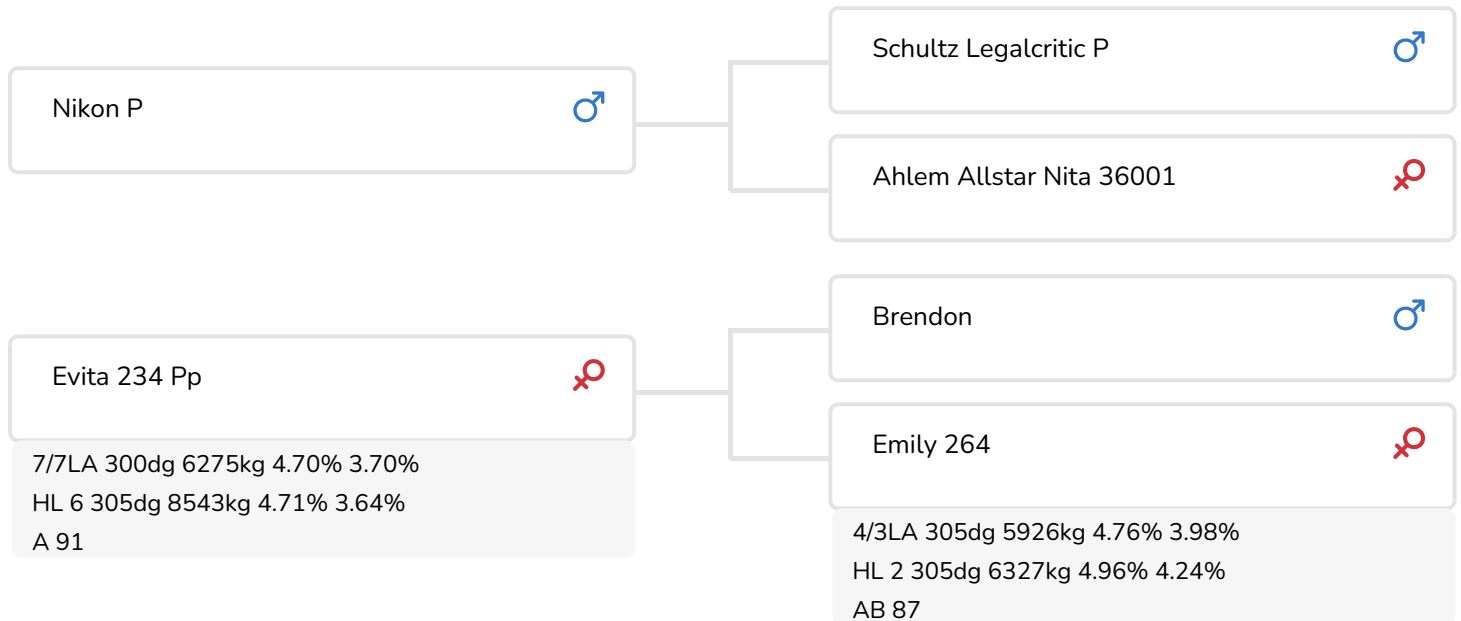 Schultz Legalcritic P
Nikon P
Ahlem Allstar Nita 36001
Brendon
Evita 234 Pp
7/7LA 300dg 6275kg 4.70% 3.70%
HL 6 305dg 8543kg 4.71% 3.64%
A 91
Emily 264
4/3LA 305dg 5926kg 4.76% 3.98%
HL 2 305dg 6327kg 4.96% 4.24%
AB 87